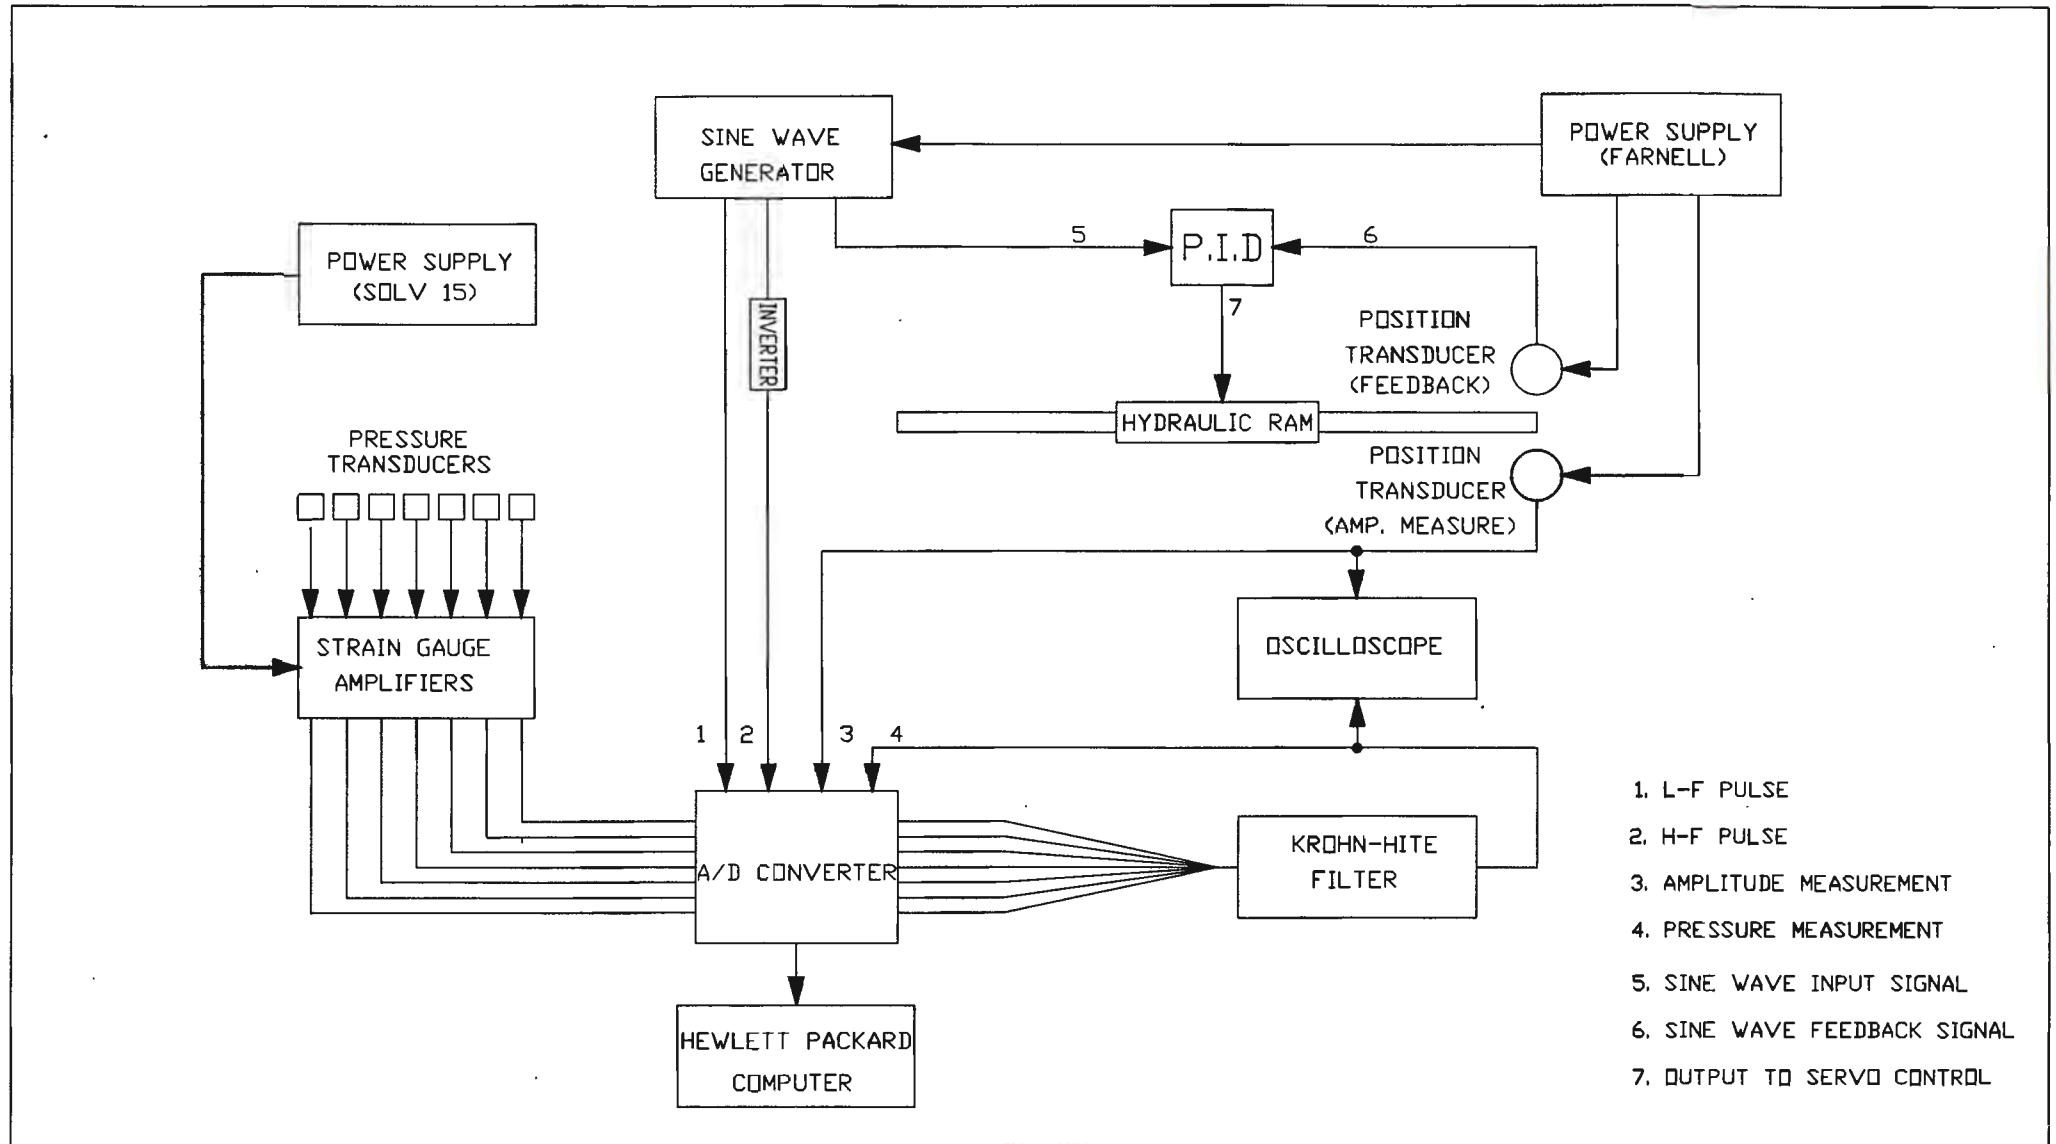 SINE WAVE
GENERATOR
POWER SUPPLY
(FARNELL)
POWER SUPPLY
(SOLV 15)
5
P.I.D
6
7
INVERTER
POSITION
TRANSDUCER
(FEEDBACK)
HYDRAULIC RAM
PRESSURE
TRANSDUCERS
POSITION
TRANSDUCER
(AMP. MEASURE)
STRAIN GAUGE
AMPLIFIERS
OSCILLOSCOPE
1 2 3 4
A/D CONVERTER
KROHN-HITE
FILTER
HEWLETT PACKARD
COMPUTER
1. L-F PULSE
2. H-F PULSE
3. AMPLITUDE MEASUREMENT
4. PRESSURE MEASUREMENT
5. SINE WAVE INPUT SIGNAL
6. SINE WAVE FEEDBACK SIGNAL
7. OUTPUT TO SERVO CONTROL